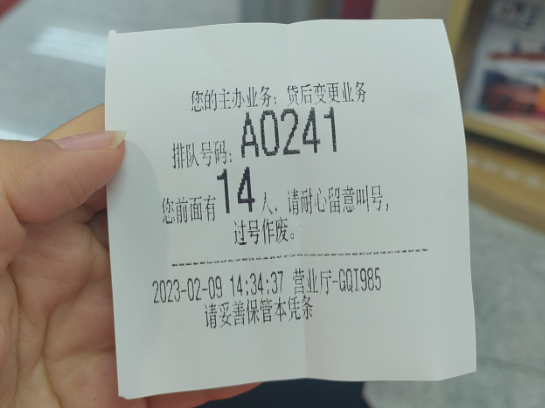 您的主办业务：贷后变更业务
排队号码：A0241
您前面有14人，请耐心留意叫号，
过号作废。
2023-02-09 14:34:37 营业厅-GQI985
请妥善保管本凭条